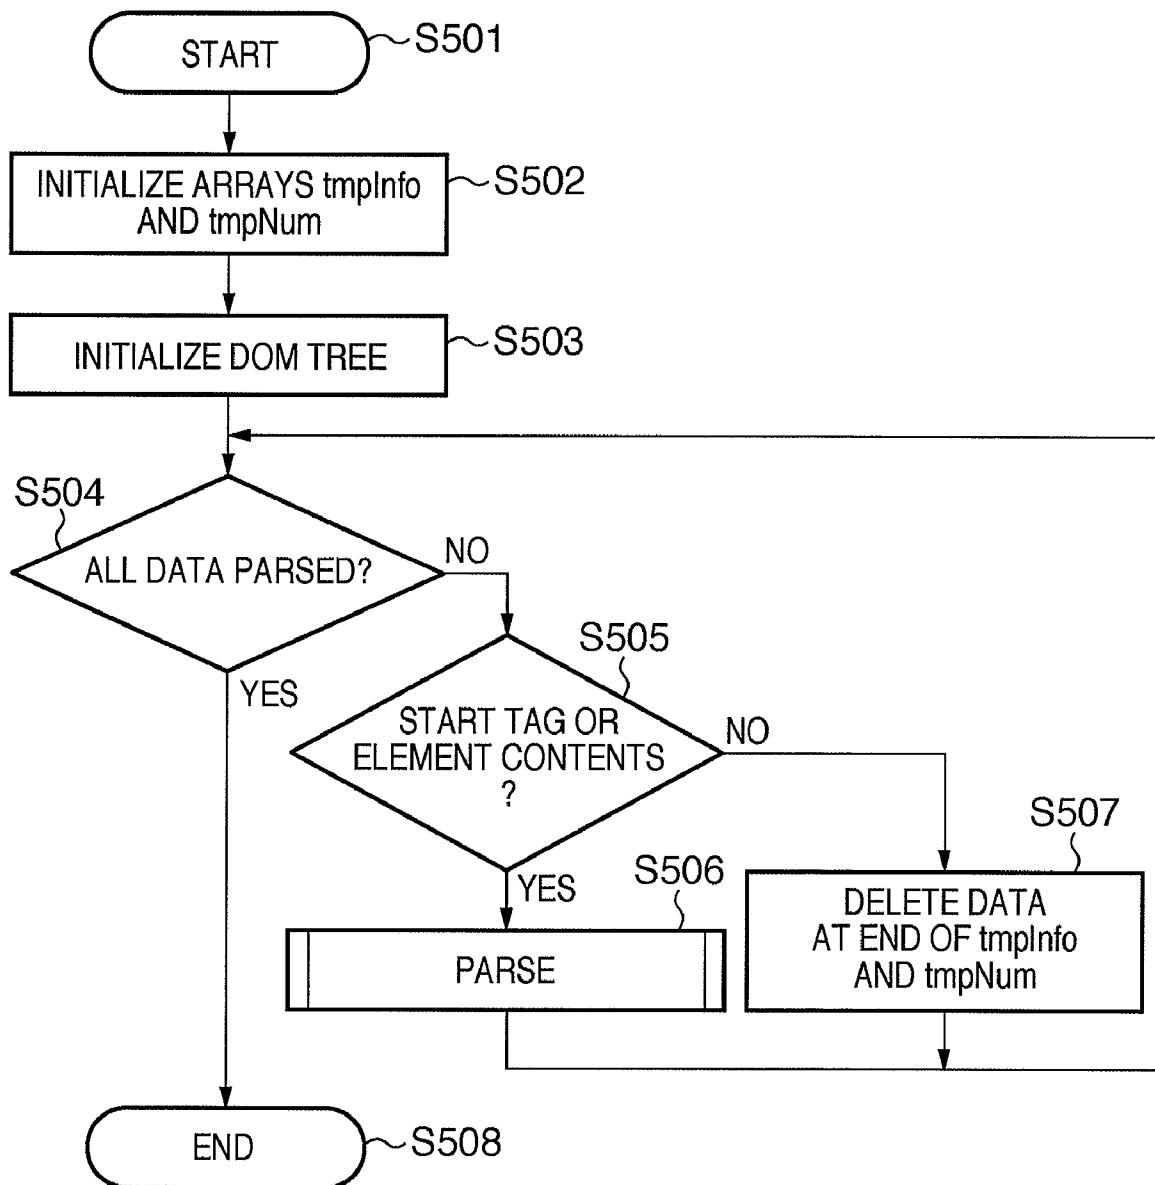 START
S501
INITIALIZE ARRAYS tmpInfo
AND tmpNum
S502
INITIALIZE DOM TREE
S503
S504
ALL DATA PARSED?
NO
YES
S505
START TAG OR
ELEMENT CONTENTS
?
NO
YES
S506
PARSE
S507
DELETE DATA
AT END OF tmpInfo
AND tmpNum
END
S508